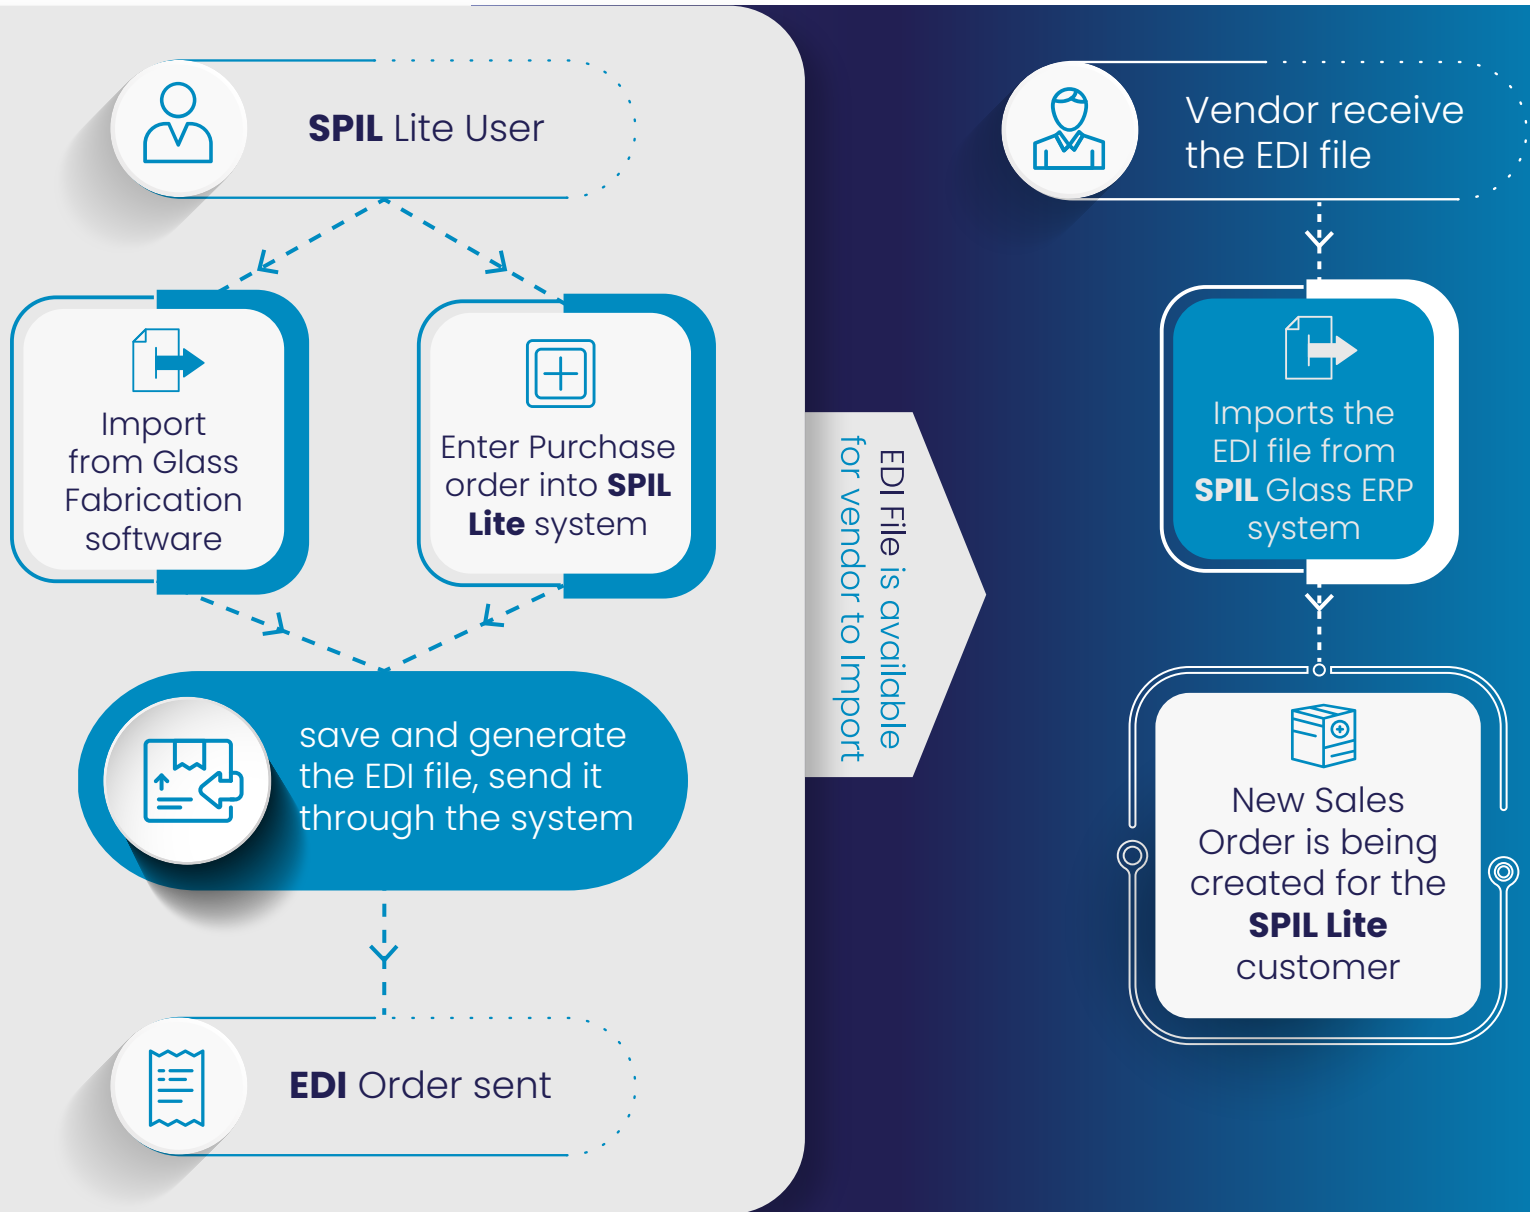 SPIL Lite User
Import
from Glass
Fabrication
software
Enter Purchase
order into SPIL
Lite system
save and generate
the EDI file, send it
through the system
EDI Order sent
EDI File is available
for vendor to Import
Vendor receive
the EDI file
Imports the
EDI file from
SPIL Glass ERP
system
New Sales
Order is being
created for the
SPIL Lite
customer